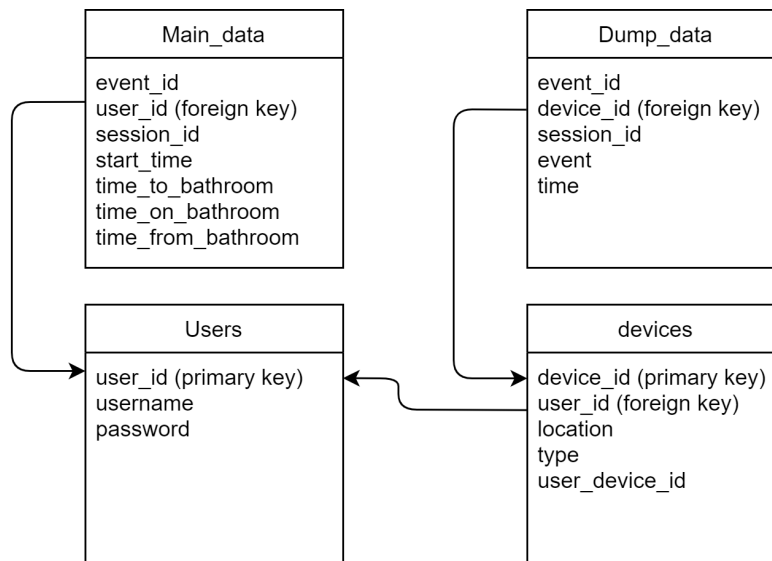 Main_data
event_id
user_id (foreign key)
session_id
start_time
time_to_bathroom
time_on_bathroom
time_from_bathroom
Dump_data
event_id
device_id (foreign key)
session_id
event
time
Users
user_id (primary key)
username
password
devices
device_id (primary key)
user_id (foreign key)
location
type
user_device_id